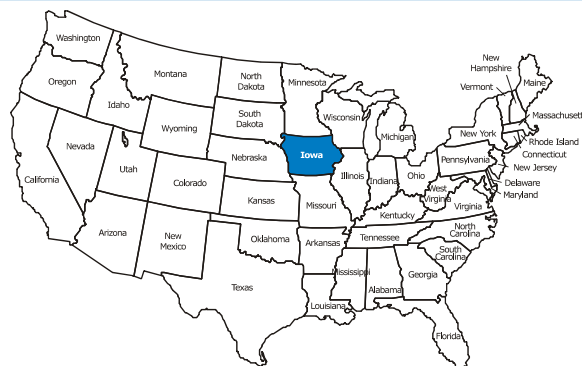 Washington
Oregon
Idaho
Montana
North
Dakota
Minnesota
South
Dakota
Wyoming
Nebraska
Iowa
Wisconsin
Michigan
Nevada
Utah
Colorado
Kansas
Missouri
Illinois
Indiana
Ohio
California
Arizona
New
Mexico
Oklahoma
Arkansas
Texas
Louisiana
Mississippi
Alabama
Georgia
Florida
Tennessee
Kentucky
West
Virginia
Virginia
North
Carolina
South
Carolina
Pennsylvania
New York
Vermont
New
Hampshire
Maine
Massachusett
Rhode Island
Connecticut
New Jersey
Delaware
Maryland